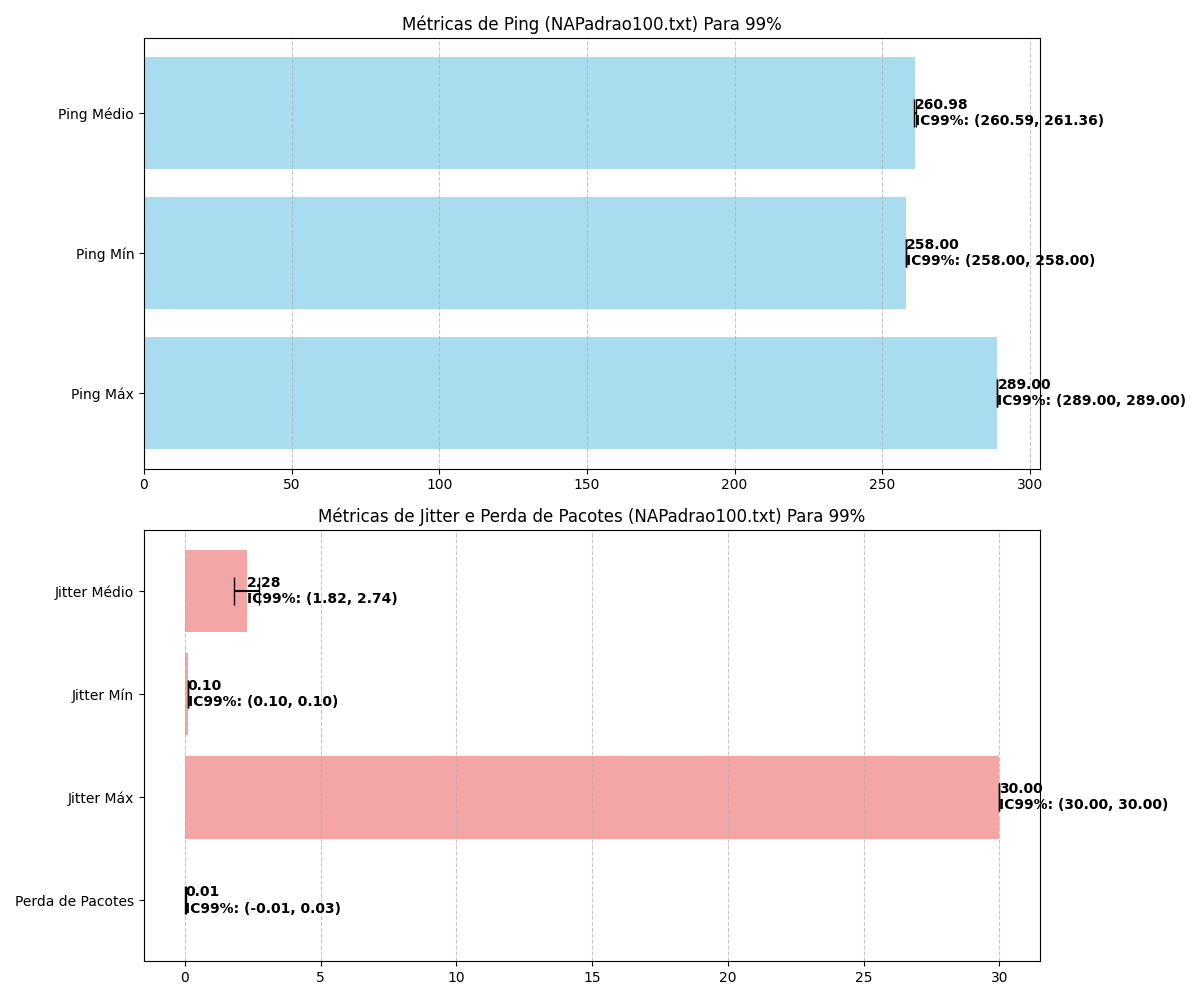 Métricas de Ping (NAPadrao100.txt) Para 99%
Ping Médio
260.98
IC99%: (260.59, 261.36)
Ping Mín
258.00
IC99%: (258.00, 258.00)
Ping Máx
289.00
IC99%: (289.00, 289.00)
0 50 100 150 200 250 300
Métricas de Jitter e Perda de Pacotes (NAPadrao100.txt) Para 99%
Jitter Médio
2.28
IC99%: (1.82, 2.74)
Jitter Mín
0.10
IC99%: (0.10, 0.10)
Jitter Máx
30.00
IC99%: (30.00, 30.00)
Perda de Pacotes
0.01
IC99%: (-0.01, 0.03)
0 5 10 15 20 25 30